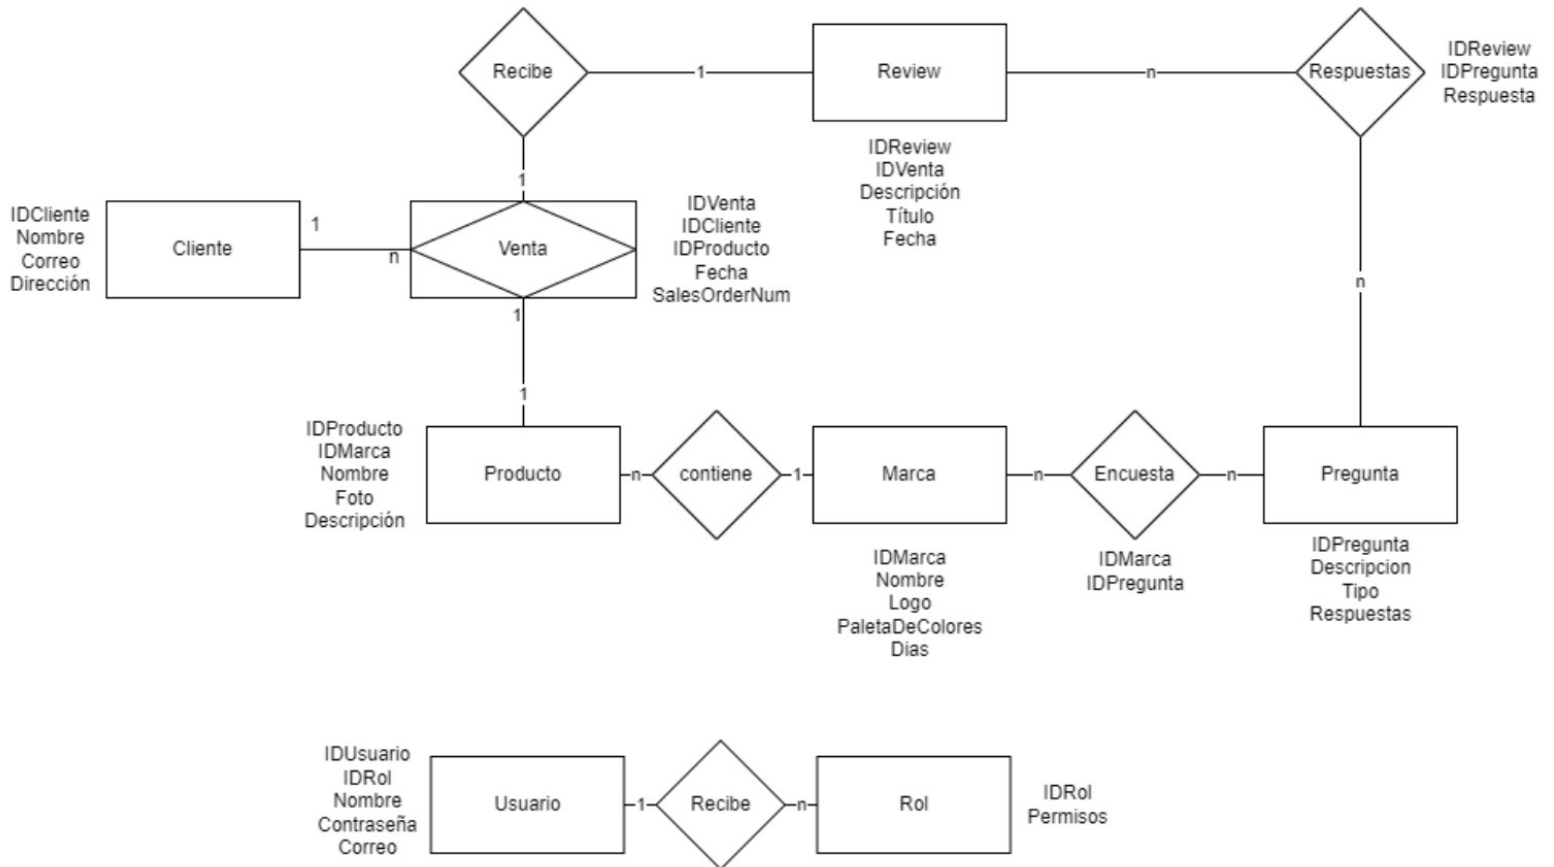 Recibe
1
Review
n
Respuestas
IDReview
IDPregunta
Respuesta
IDReview
IDVenta
Descripción
Título
Fecha
1
IDCliente
Nombre
Correo
Dirección
Cliente
1
n
Venta
IDVenta
IDCliente
IDProducto
Fecha
SalesOrderNum
n
1
1
IDProducto
IDMarca
Nombre
Foto
Descripción
Producto
n
contiene
1
Marca
n
Encuesta
n
Pregunta
IDMarca
Nombre
Logo
PaletaDeColores
Dias
IDMarca
IDPregunta
IDPregunta
Descripcion
Tipo
Respuestas
IDUsuario
IDRol
Nombre
Contraseña
Correo
Usuario
1
Recibe
n
Rol
IDRol
Permisos